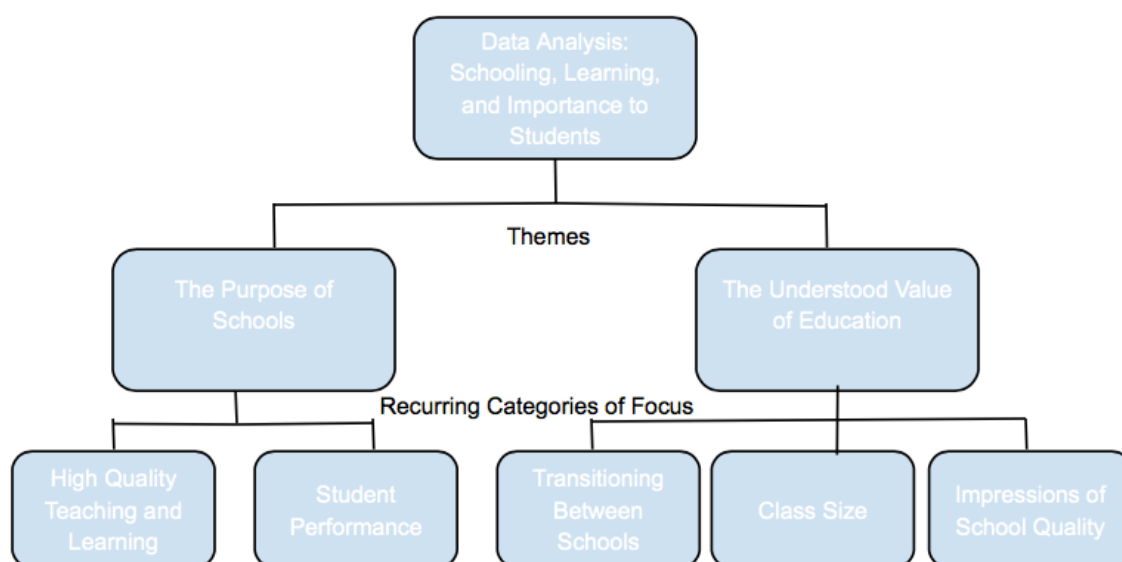 Data Analysis:
Schooling, Learning,
and Importance to
Students
Themes
The Purpose of
Schools
The Understood Value
of Education
Recurring Categories of Focus
High Quality
Teaching and
Learning
Student
Performance
Transitioning
Between
Schools
Class Size
Impressions of
School Quality